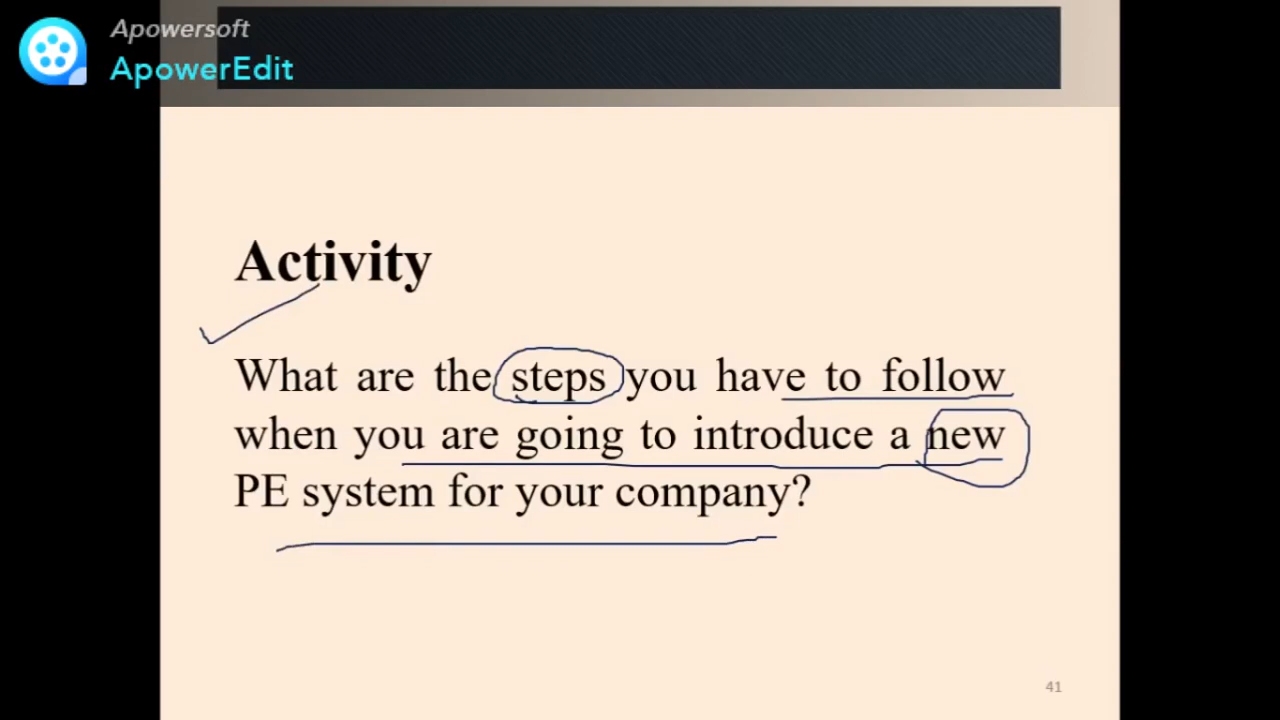 Apowersoft
ApowerEdit
Activity
What are the steps you have to follow
when you are going to introduce a new
PE system for your company?
41